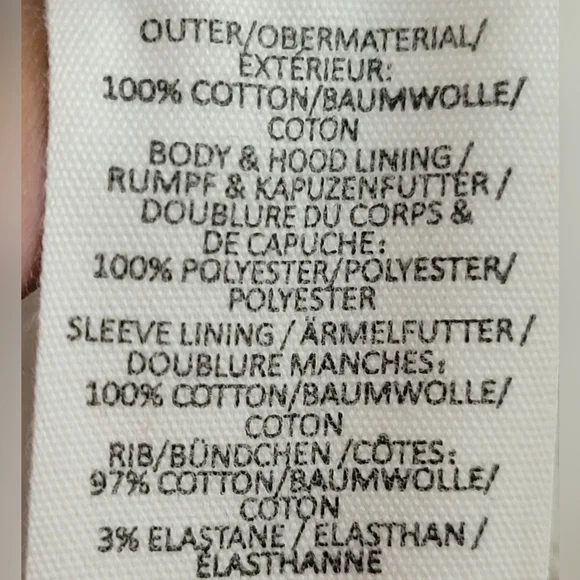 OUTER/OBERMATERIAL/
EXTÉRIEUR:
100% COTTON/BAUMWOLLE/
COTON
BODY & HOOD LINING/
RUMPF & KAPUZENFUTTER/
DOUBLURE DU CORPS &
DE CAPUCHE:
100% POLYESTER/POLYESTER/
POLYESTER
SLEEVE LINING/ÄRMELFUTTER/
DOUBLURE MANCHES:
100% COTTON/BAUMWOLLE/
COTON
RIB/BÜNDCHEN/CÔTES:
97% COTTON/BAUMWOLLE/
COTON
3% ELASTANE/ELASTHAN/
ÉLASTHANNE